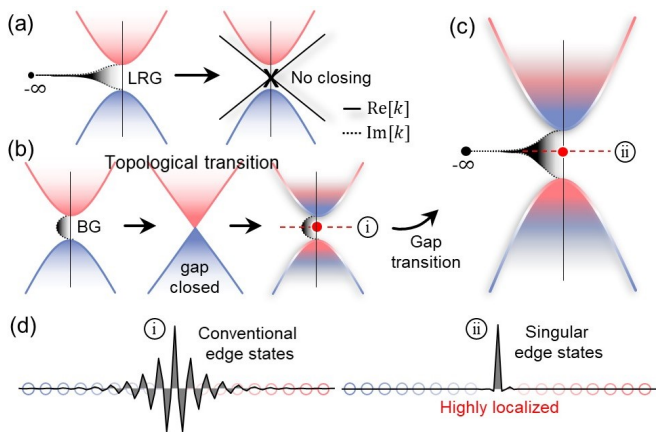 (a)
LRG
-∞
No closing
Re[k]
Im[k]
(b)
Topological transition
BG
gap
closed
i
Gap
transition
(c)
-∞
ii
(d)
i
Conventional
edge states
ii
Singular
edge states
Highly localized